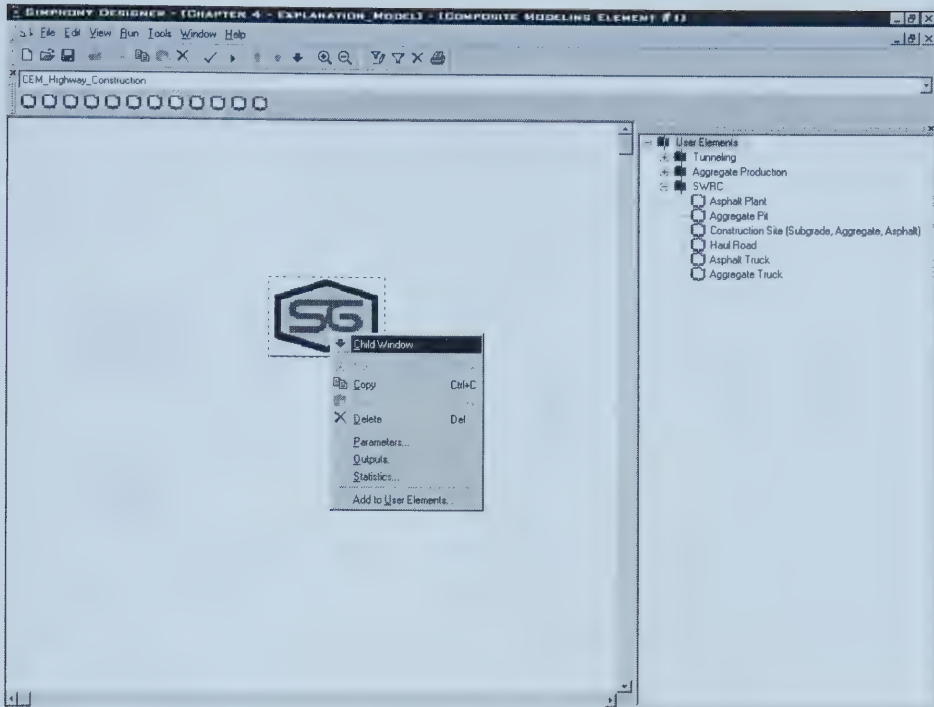 SIMPHONY DESIGNER - [CHAPTER 4 - EXPLANATION_MODEL] - [COMPOSITE MODELING ELEMENT #1]
File Edit View Run Tools Window Help
CEM_Highway_Construction
User Elements
Tunneling
Aggregate Production
SWRC
Asphalt Plant
Aggregate Pit
Construction Site (Subgrade, Aggregate, Asphalt)
Haul Road
Asphalt Truck
Aggregate Truck
SG
Child Window
Copy Ctrl+C
Delete Del
Parameters...
Outputs.
Statistics...
Add to User Elements...